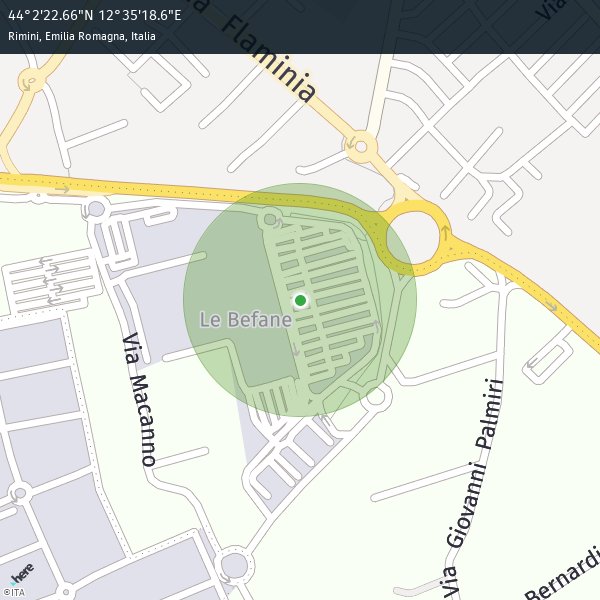 44°2'22.66"N 12°35'18.6"E
Rimini, Emilia Romagna, Italia
Flaminia
Via
Le Befane
Via Macanno
Via Giovanni Palmiri
Bernardi
here
©ITA